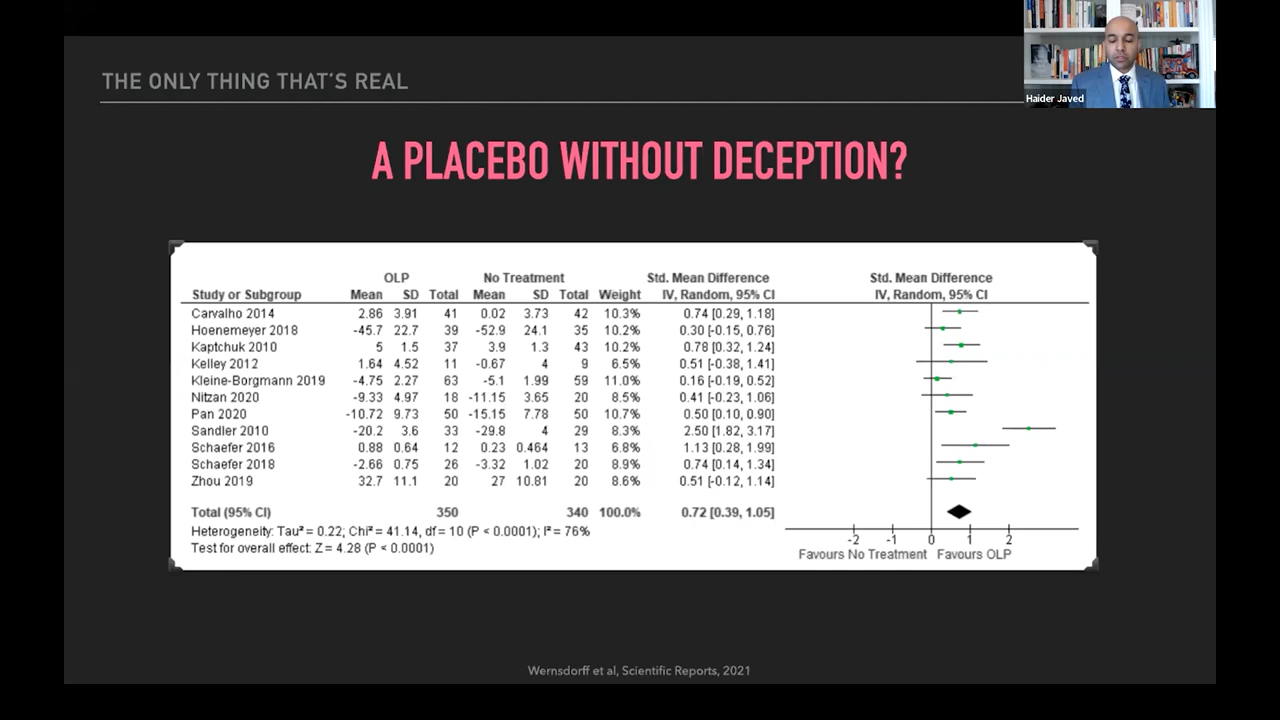 Haider Javed
THE ONLY THING THAT'S REAL
A PLACEBO WITHOUT DECEPTION?
OLP No Treatment Std. Mean Difference Std. Mean Difference
Study or Subgroup Mean SD Total Mean SD Total Weight IV, Random, 95% CI IV, Random, 95% CI
Carvalho 2014 2.86 3.91 41 0.02 3.73 42 10.3% 0.74 [0.29, 1.18]
Hoenemeyer 2018 -45.7 22.7 39 -52.9 24.1 35 10.2% 0.30 [-0.15, 0.76]
Kaptchuk 2010 5 1.5 37 3.9 1.3 43 10.2% 0.78 [0.32, 1.24]
Kelley 2012 1.64 4.52 11 -0.67 4 9 6.5% 0.51 [-0.38, 1.41]
Kleine-Borgmann 2019 -4.75 2.27 63 -5.1 1.99 59 11.0% 0.16 [-0.19, 0.52]
Nitzan 2020 -9.33 4.97 18 -11.15 3.65 20 8.5% 0.41 [-0.23, 1.06]
Pan 2020 -10.72 9.73 50 -15.15 7.78 50 10.7% 0.50 [0.10, 0.90]
Sandler 2010 -20.2 3.6 33 -29.8 4 29 8.3% 2.50 [1.82, 3.17]
Schaefer 2016 0.88 0.64 12 0.23 0.464 13 6.8% 1.13 [0.28, 1.99]
Schaefer 2018 -2.66 0.75 26 -3.32 1.02 20 8.9% 0.74 [0.14, 1.34]
Zhou 2019 32.7 11.1 20 27 10.81 20 8.6% 0.51 [-0.12, 1.14]
Total (95% CI) 350 340 100.0% 0.72 [0.39, 1.05]
Heterogeneity: Tau² = 0.22; Chi² = 41.14, df = 10 (P < 0.0001); I² = 76%
Test for overall effect: Z = 4.28 (P < 0.0001)
-2 -1 0 1 2
Favours No Treatment Favours OLP
Wernsdorff et al, Scientific Reports, 2021